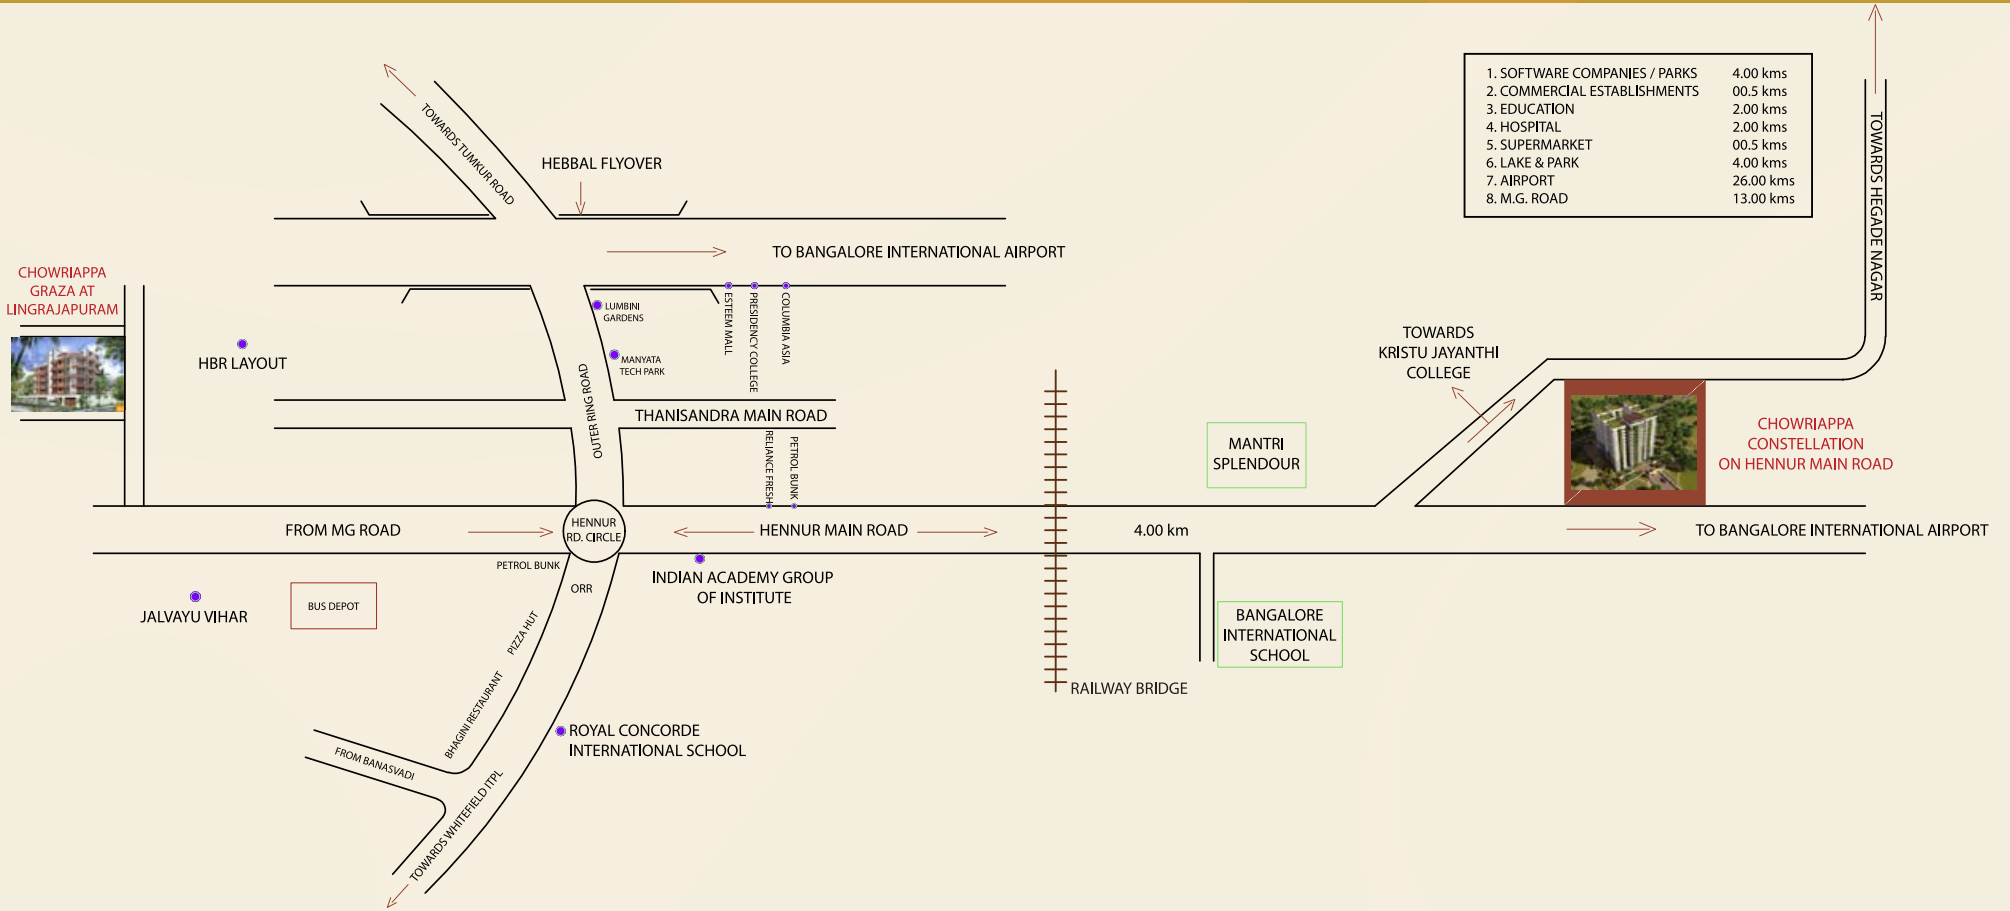 1. SOFTWARE COMPANIES / PARKS 4.00 kms
2. COMMERCIAL ESTABLISHMENTS 00.5 kms
3. EDUCATION 2.00 kms
4. HOSPITAL 2.00 kms
5. SUPERMARKET 00.5 kms
6. LAKE & PARK 4.00 kms
7. AIRPORT 26.00 kms
8. M.G. ROAD 13.00 kms
TOWARDS HEGADE NAGAR
TOWARDS TUMKUR ROAD
HEBBAL FLYOVER
TO BANGALORE INTERNATIONAL AIRPORT
CHOWRIAPPA
GRAZA AT
LINGRAJAPURAM
HBR LAYOUT
LUMBINI
GARDENS
MANYATA
TECH PARK
ESTEEM MALL
PRESIDENCY COLLEGE
COLUMBIA ASIA
OUTER RING ROAD
THANISANDRA MAIN ROAD
RELIANCE FRESH
PETROL BUNK
TOWARDS
KRISTU JAYANTHI
COLLEGE
MANTRI
SPLENDOUR
CHOWRIAPPA
CONSTELLATION
ON HENNUR MAIN ROAD
FROM MG ROAD
HENNUR
RD. CIRCLE
HENNUR MAIN ROAD
4.00 km
TO BANGALORE INTERNATIONAL AIRPORT
PETROL BUNK
ORR
INDIAN ACADEMY GROUP
OF INSTITUTE
JALVAYU VIHAR
BUS DEPOT
PIZZA HUT
BHAGINI RESTAURANT
BANGALORE
INTERNATIONAL
SCHOOL
RAILWAY BRIDGE
ROYAL CONCORDE
INTERNATIONAL SCHOOL
FROM BANASVADI
TOWARDS WHITEFIELD ITPL